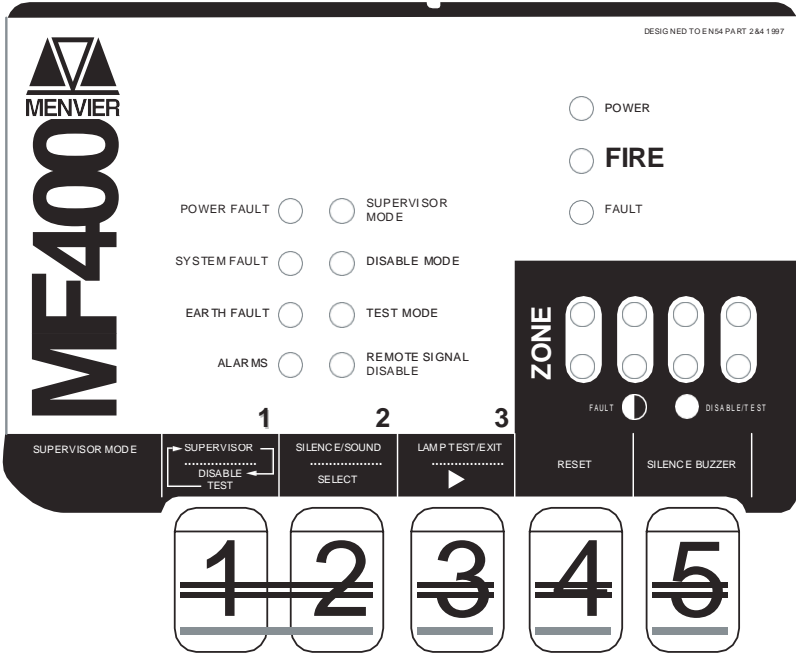 DESIGNED TO EN54 PART 2&4 1997
MENVIER
MF400
POWER
FIRE
FAULT
POWER FAULT
SUPERVISOR
MODE
SYSTEM FAULT
DISABLE MODE
EARTH FAULT
TEST MODE
ALARMS
REMOTE SIGNAL
DISABLE
ZONE
FAULT
DISABLE/TEST
1
2
3
SUPERVISOR MODE
SUPERVISOR
DISABLE
TEST
SILENCE/SOUND
SELECT
LAMP TEST/EXIT
RESET
SILENCE BUZZER
1
2
3
4
5